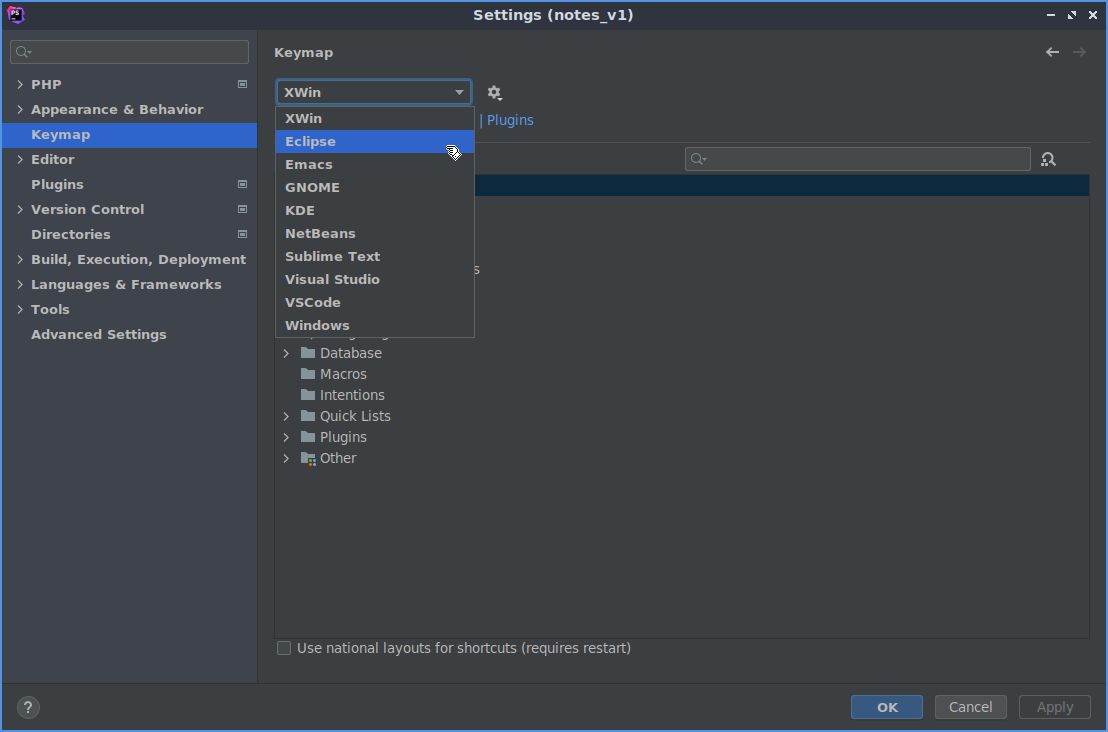 PS
Settings (notes_v1)
PHP
Appearance & Behavior
Keymap
Editor
Plugins
Version Control
Directories
Build, Execution, Deployment
Languages & Frameworks
Tools
Advanced Settings
Keymap
XWin
XWin
Eclipse
Emacs
GNOME
KDE
NetBeans
Sublime Text
Visual Studio
VSCode
Windows
| Plugins
s
Database
Macros
Intentions
Quick Lists
Plugins
Other
Use national layouts for shortcuts (requires restart)
?
OK
Cancel
Apply